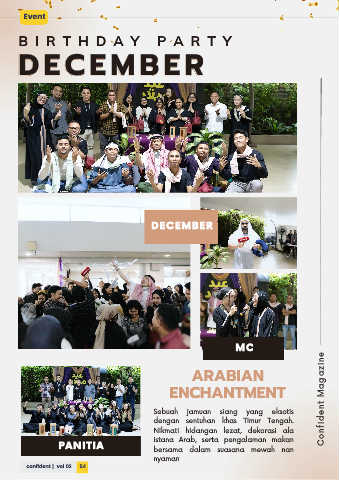 Event
BIRTHDAY PARTY
DECEMBER
DECEMBER
MC
ARABIAN
ENCHANTMENT
Sebuah jamuan siang yang eksotis
dengan sentuhan khas Timur Tengah.
Nikmati hidangan lezat, dekorasi ala
istana Arab, serta pengalaman makan
bersama dalam suasana mewah nan
nyaman
PANITIA
confident | vol 02 54
Confident Magazine